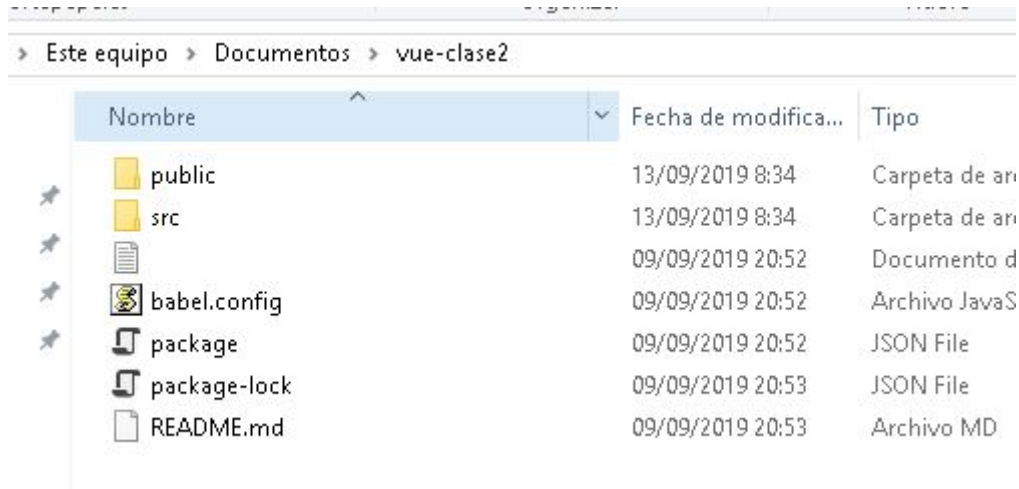 Este equipo > Documentos > vue-clase2
Nombre Fecha de modifica... Tipo
public 13/09/2019 8:34 Carpeta de
src 13/09/2019 8:34 Carpeta de
09/09/2019 20:52 Documento
babel.config 09/09/2019 20:52 Archivo
package 09/09/2019 20:52 JSON File
package-lock 09/09/2019 20:53 JSON File
README.md 09/09/2019 20:53 Archivo MD